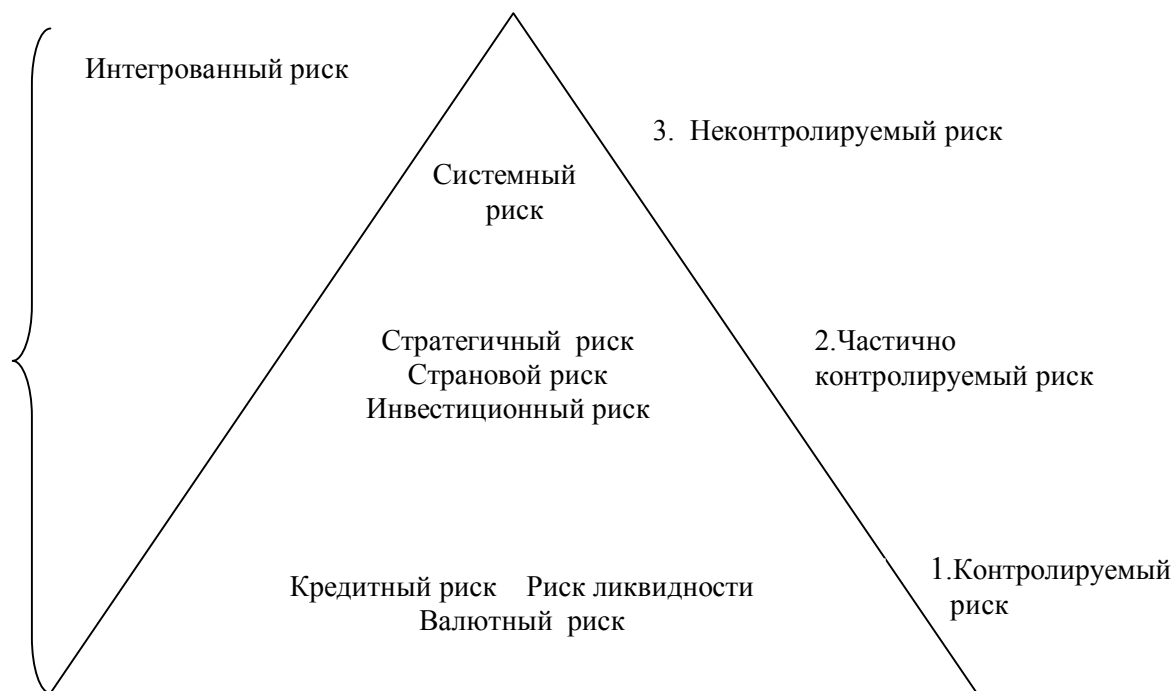 Интегрованный риск
3. Неконтролируемый риск
Системный
риск
Стратегичный риск
Страновой риск
Инвестиционный риск
2.Частично
контролируемый риск
Кредитный риск Риск ликвидности
Валютный риск
1.Контролируемый
риск